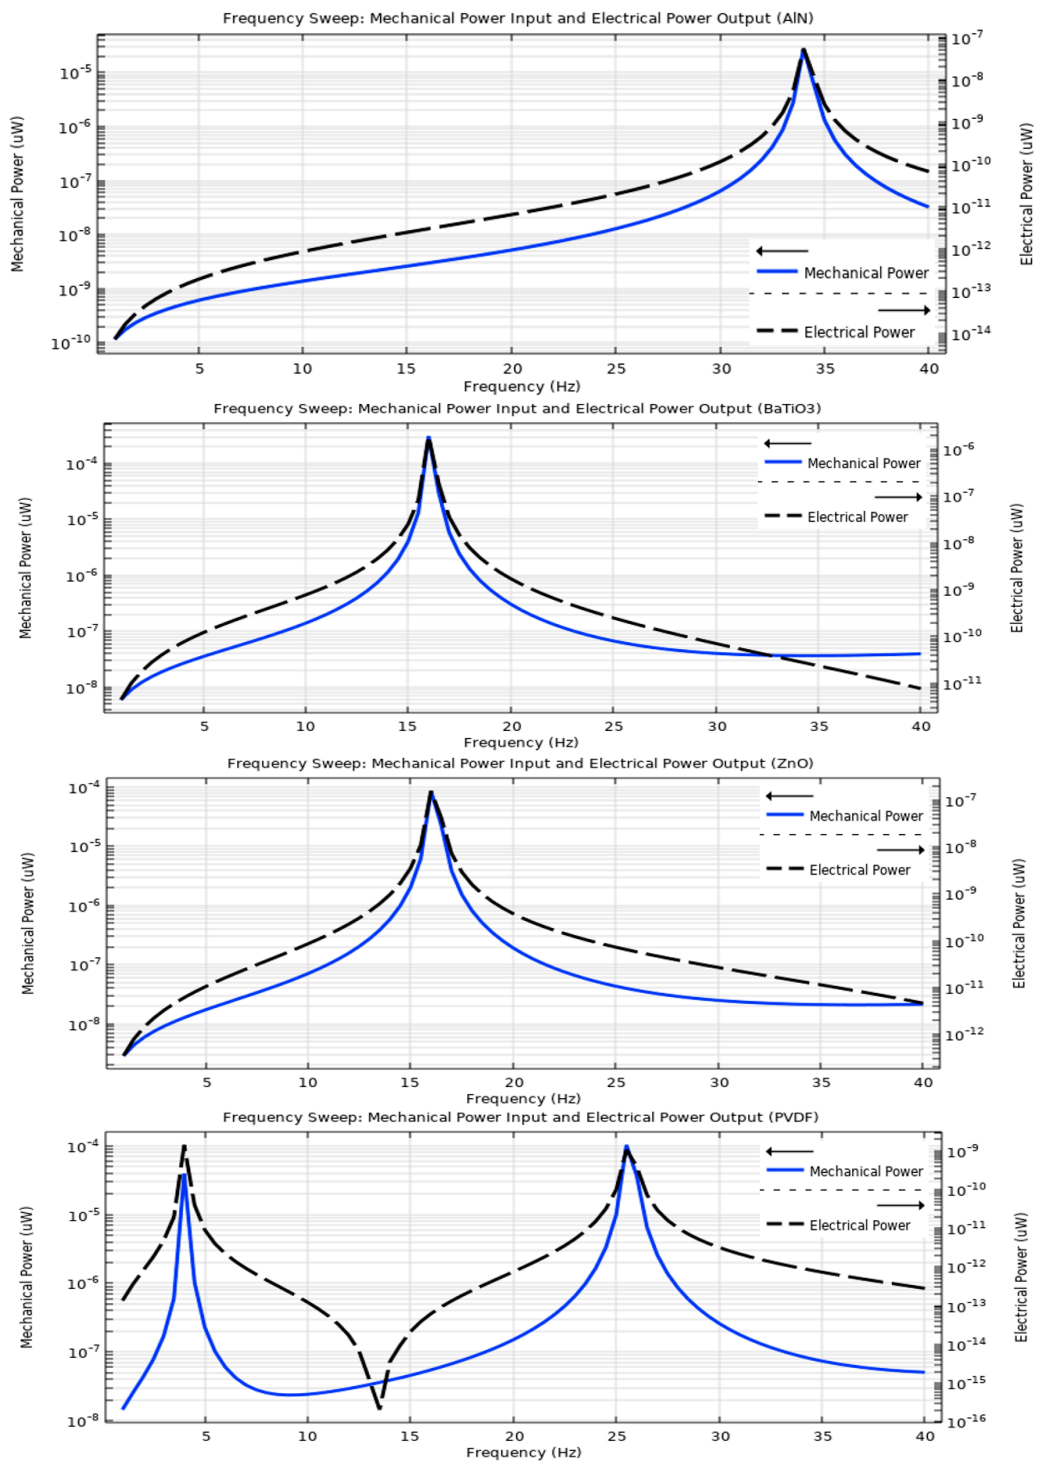 Frequency Sweep: Mechanical Power Input and Electrical Power Output (AlN)
10⁻⁵
10⁻⁶
10⁻⁷
10⁻⁸
10⁻⁹
10⁻¹⁰
Mechanical Power (uW)
10⁻⁷
10⁻⁸
10⁻⁹
10⁻¹⁰
10⁻¹¹
10⁻¹²
10⁻¹³
10⁻¹⁴
Electrical Power (uW)
Mechanical Power
Electrical Power
5 10 15 20 25 30 35 40
Frequency (Hz)
Frequency Sweep: Mechanical Power Input and Electrical Power Output (BaTiO3)
10⁻⁴
10⁻⁵
10⁻⁶
10⁻⁷
10⁻⁸
Mechanical Power (uW)
10⁻⁶
10⁻⁷
10⁻⁸
10⁻⁹
10⁻¹⁰
10⁻¹¹
Electrical Power (uW)
Mechanical Power
Electrical Power
5 10 15 20 25 30 35 40
Frequency (Hz)
Frequency Sweep: Mechanical Power Input and Electrical Power Output (ZnO)
10⁻⁴
10⁻⁵
10⁻⁶
10⁻⁷
10⁻⁸
Mechanical Power (uW)
10⁻⁷
10⁻⁸
10⁻⁹
10⁻¹⁰
10⁻¹¹
10⁻¹²
Electrical Power (uW)
Mechanical Power
Electrical Power
5 10 15 20 25 30 35 40
Frequency (Hz)
Frequency Sweep: Mechanical Power Input and Electrical Power Output (PVDF)
10⁻⁴
10⁻⁵
10⁻⁶
10⁻⁷
10⁻⁸
Mechanical Power (uW)
10⁻⁹
10⁻¹⁰
10⁻¹¹
10⁻¹²
10⁻¹³
10⁻¹⁴
10⁻¹⁵
10⁻¹⁶
Electrical Power (uW)
Mechanical Power
Electrical Power
5 10 15 20 25 30 35 40
Frequency (Hz)